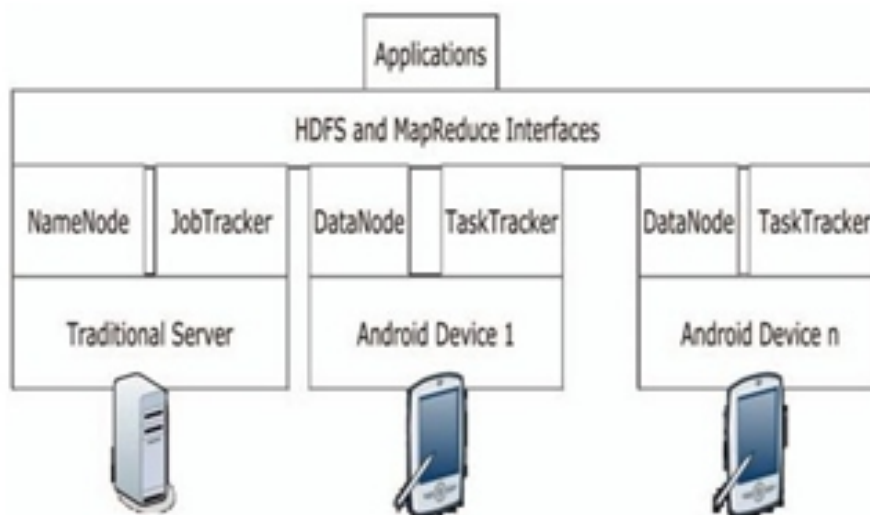 Applications
HDFS and MapReduce Interfaces
NameNode JobTracker DataNode TaskTracker DataNode TaskTracker
Traditional Server Android Device 1 Android Device n